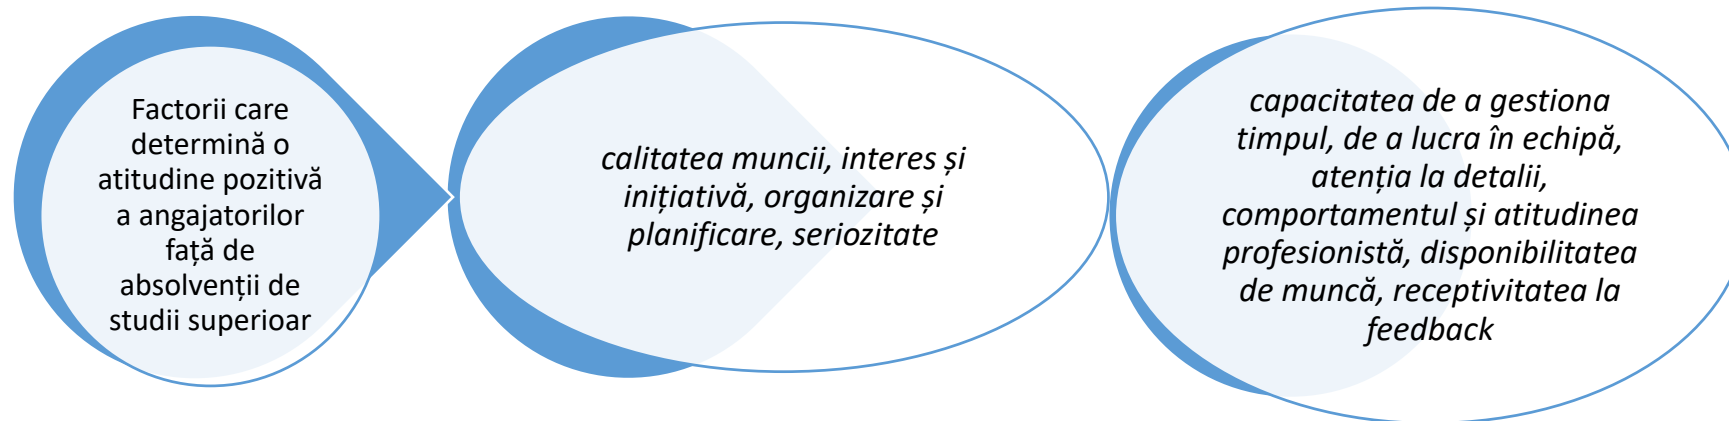 Factorii care
determină o
atitudine pozitivă
a angajatorilor
față de
absolvenții de
studii superioar
calitatea muncii, interes și
inițiativă, organizare și
planificare, seriozitate
capacitatea de a gestiona
timpul, de a lucra în echipă,
atenția la detalii,
comportamentul și atitudinea
profesionistă, disponibilitatea
de muncă, receptivitatea la
feedback